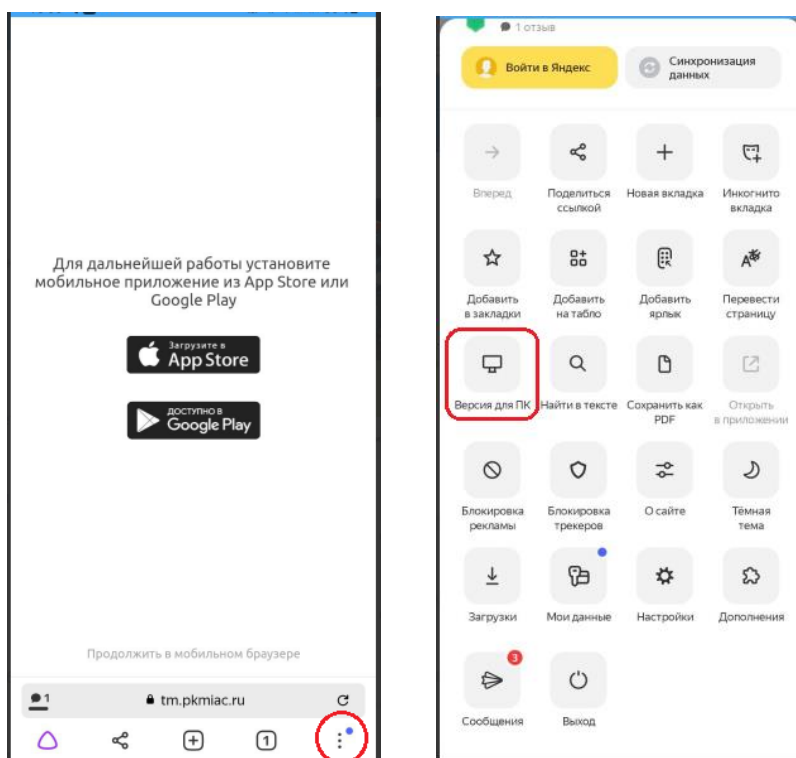 Для дальнейшей работы установите
мобильное приложение из App Store или
Google Play
Загрузите в
App Store
ДОСТУПНО В
Google Play
Продолжить в мобильном браузере
1
tm.pkmiac.ru
1
1 отзыв
Войти в Яндекс
Синхронизация
данных
Вперед
Поделиться
ссылкой
Новая вкладка
Инкогнито
вкладка
Добавить
в закладки
Добавить
на табло
Добавить
ярлык
Перевести
страницу
Версия для ПК
Найти в тексте
Сохранить как
PDF
Открыть
в приложении
Блокировка
рекламы
Блокировка
трекеров
О сайте
Тёмная
тема
Загрузки
Мои данные
Настройки
Дополнения
3
Сообщения
Выход